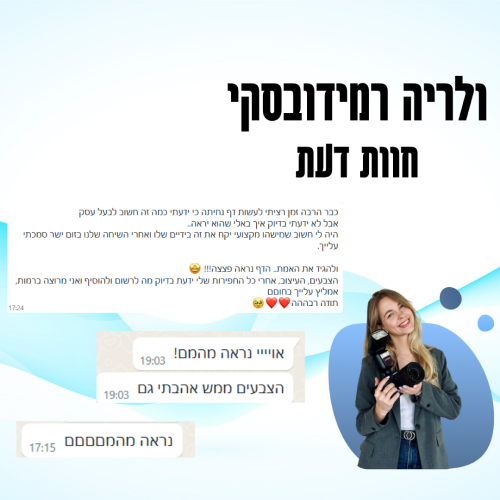 ולריה רמידובסקי
חוות דעת
כבר הרבה זמן רציתי לעשות דף נחיתה כי ידעתי כמה זה חשוב לבעל עסק
אבל לא ידעתי בדיוק איך באלי שהוא יראה..
היה לי חשוב שמישהו מקצועי יקח את זה בידיים שלו ואחרי השיחה שלנו בזום ישר סמכתי
עלייך.
ולהגיד את האמת.. הדף נראה פצצה!!! 🤩
הצבעים, העיצוב, אחרי כל החפירות שלי ידעת בדיוק מה לרשום ולהוסיף ואני מרוצה ברמות,
אמליץ עלייך בחוםם
תודה רבההה❤️❤️🥹
17:24
אוייייי נראה מהמם!
19:03
הצבעים ממש אהבתי גם
19:03
נראה מהמםםםם
17:15